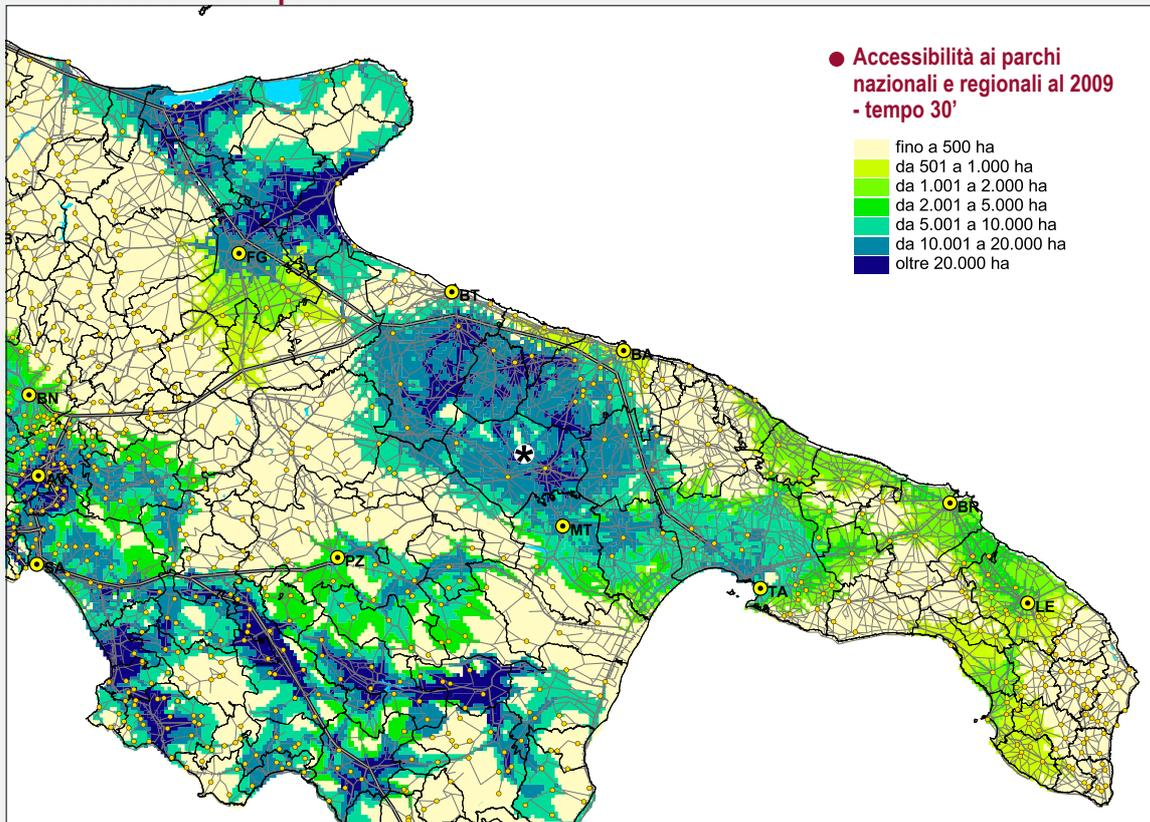 ● Accessibilità ai parchi
nazionali e regionali al 2009
- tempo 30’
fino a 500 ha
da 501 a 1.000 ha
da 1.001 a 2.000 ha
da 2.001 a 5.000 ha
da 5.001 a 10.000 ha
da 10.001 a 20.000 ha
oltre 20.000 ha
FG
BT
BA
BN
AV
BR
MT
PZ
SA
TA
LE
*